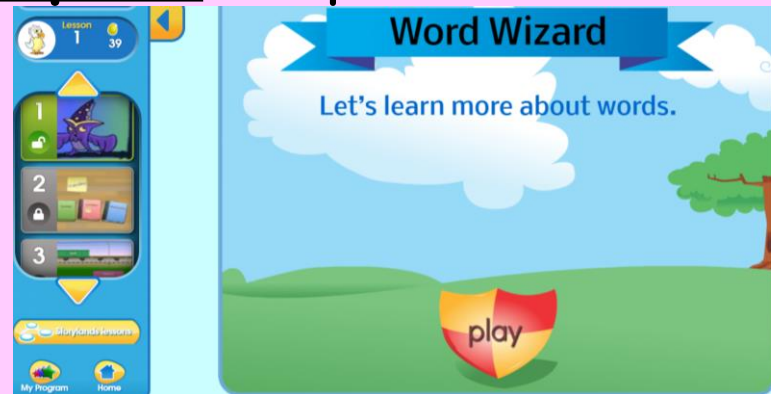 Lesson
1
39
1
2
3
Storylands lessons
My Program
Home
Word Wizard
Let's learn more about words.
play